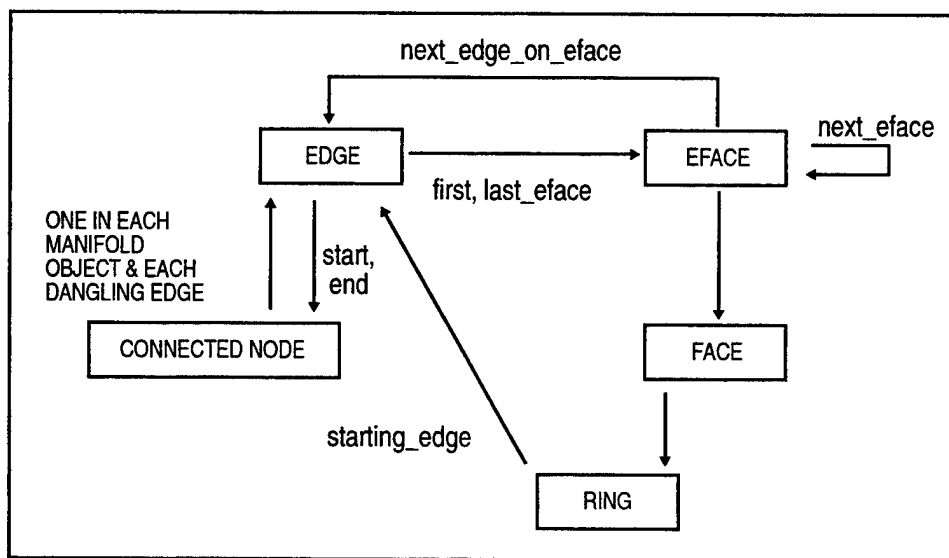 next_edge_on_eface
next_eface
EDGE
EFACE
first, last_eface
ONE IN EACH
MANIFOLD
OBJECT & EACH
DANGLING EDGE
start,
end
CONNECTED NODE
FACE
starting_edge
RING